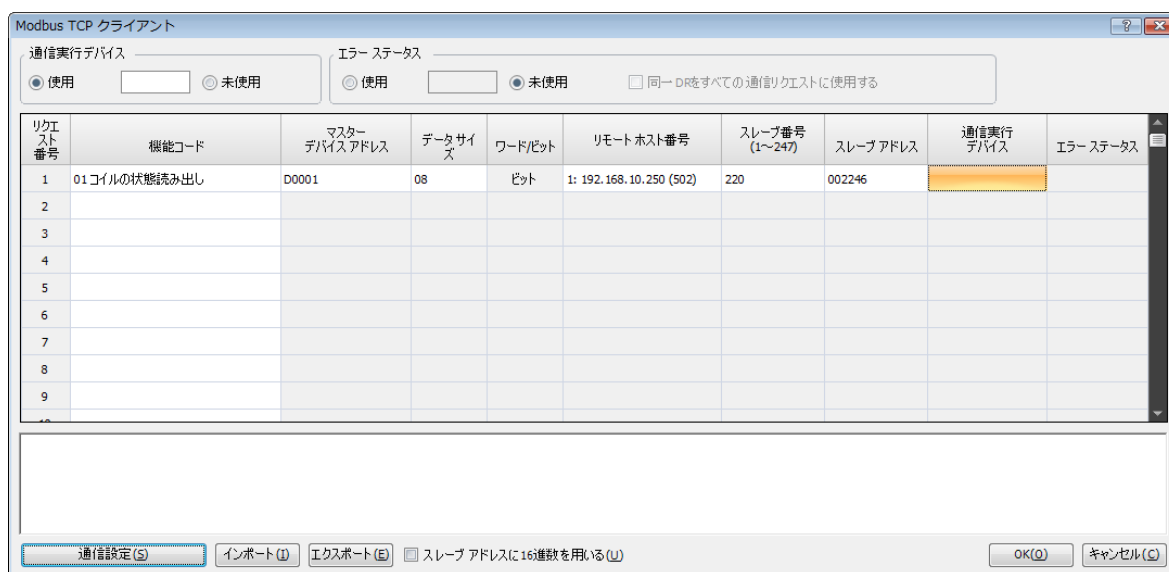 Modbus TCP クライアント
通信実行デバイス
使用 未使用
エラー ステータス
使用 未使用 同一 DRをすべての通信リクエストに使用する
リクエスト番号 機能コード マスター デバイス アドレス データ サイズ ワード/ビット リモート ホスト番号 スレーブ番号 (1~247) スレーブ アドレス 通信実行 デバイス エラー ステータス
1 01 コイルの状態読み出し D0001 08 ビット 1: 192.168.10.250 (502) 220 002246
2
3
4
5
6
7
8
9
通信設定(S) インポート(I) エクスポート(E) スレーブ アドレスに16進数を用いる(U) OK(O) キャンセル(C)